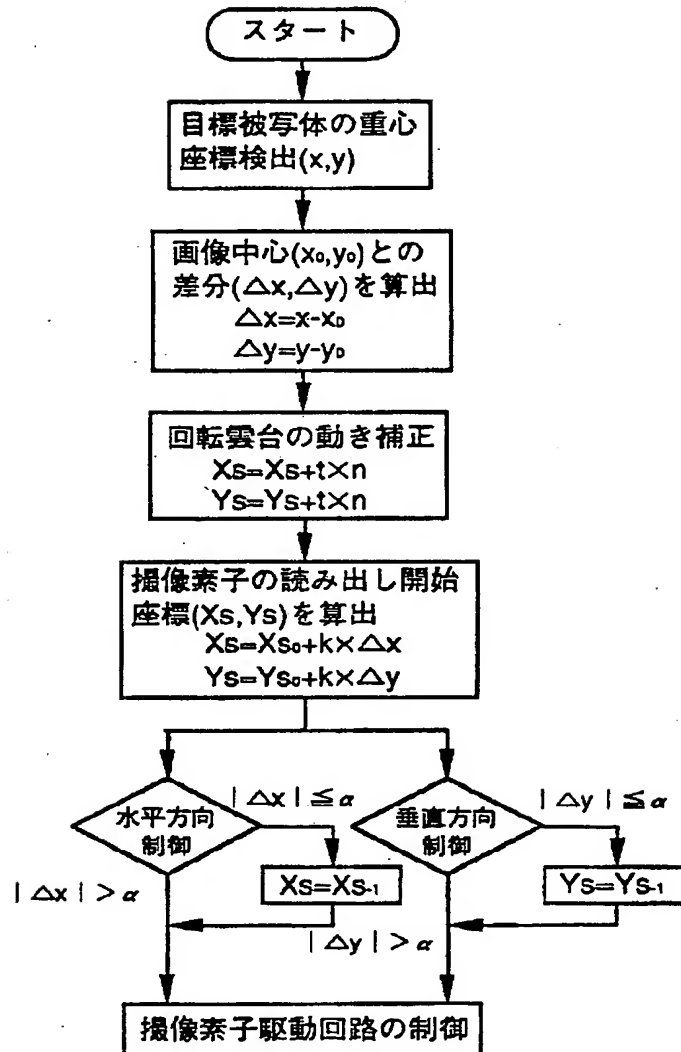 スタート
目標被写体の重心
座標検出(x,y)
画像中心(x₀,y₀)との
差分(△x,△y)を算出
△x=x-x₀
△y=y-y₀
回転雲台の動き補正
Xs=Xs+t×n
Ys=Ys+t×n
撮像素子の読み出し開始
座標(Xs,Ys)を算出
Xs=Xs₀+k×△x
Ys=Ys₀+k×△y
水平方向
制御
|△x|≦α
垂直方向
制御
|△y|≦α
Xs=Xs-1
Ys=Ys-1
|△x|>α
|△y|>α
撮像素子駆動回路の制御